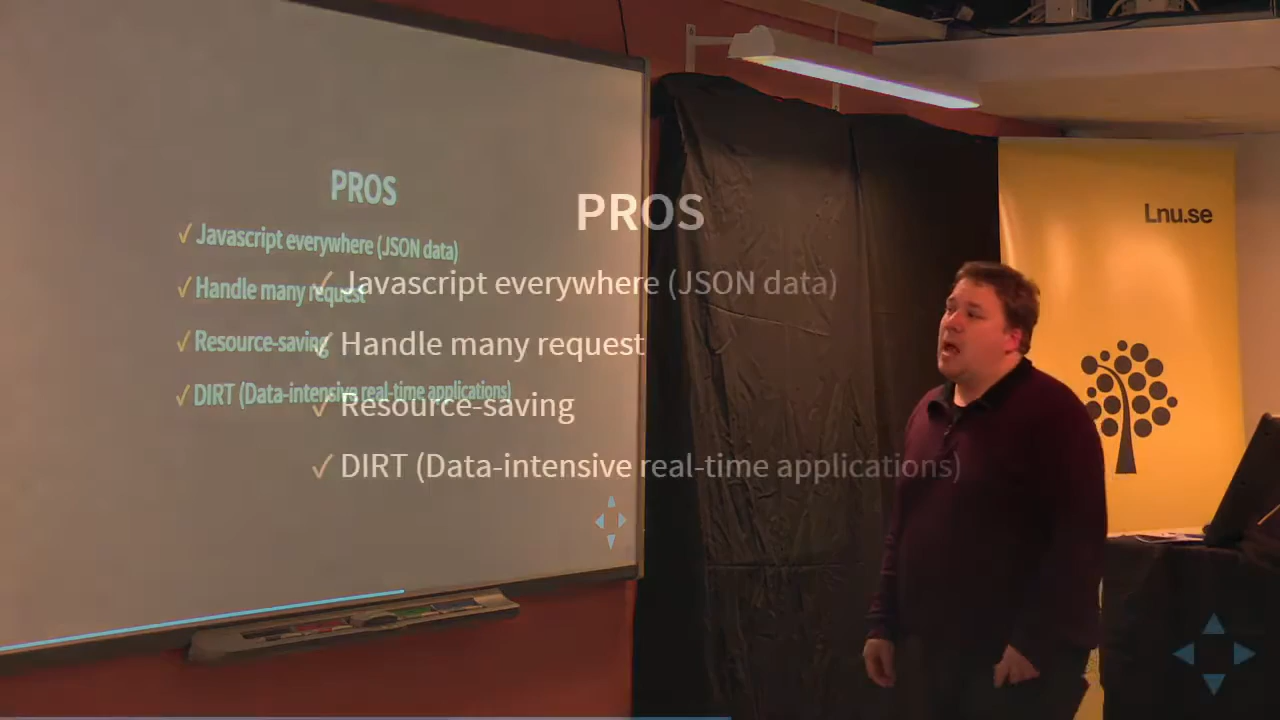 PROS
✓ Javascript everywhere (JSON data)
✓ Handle many request
✓ Resource-saving
✓ DIRT (Data-intensive real-time applications)
PROS
✓ Javascript everywhere (JSON data)
✓ Handle many request
✓ Resource-saving
✓ DIRT (Data-intensive real-time applications)
Lnu.se